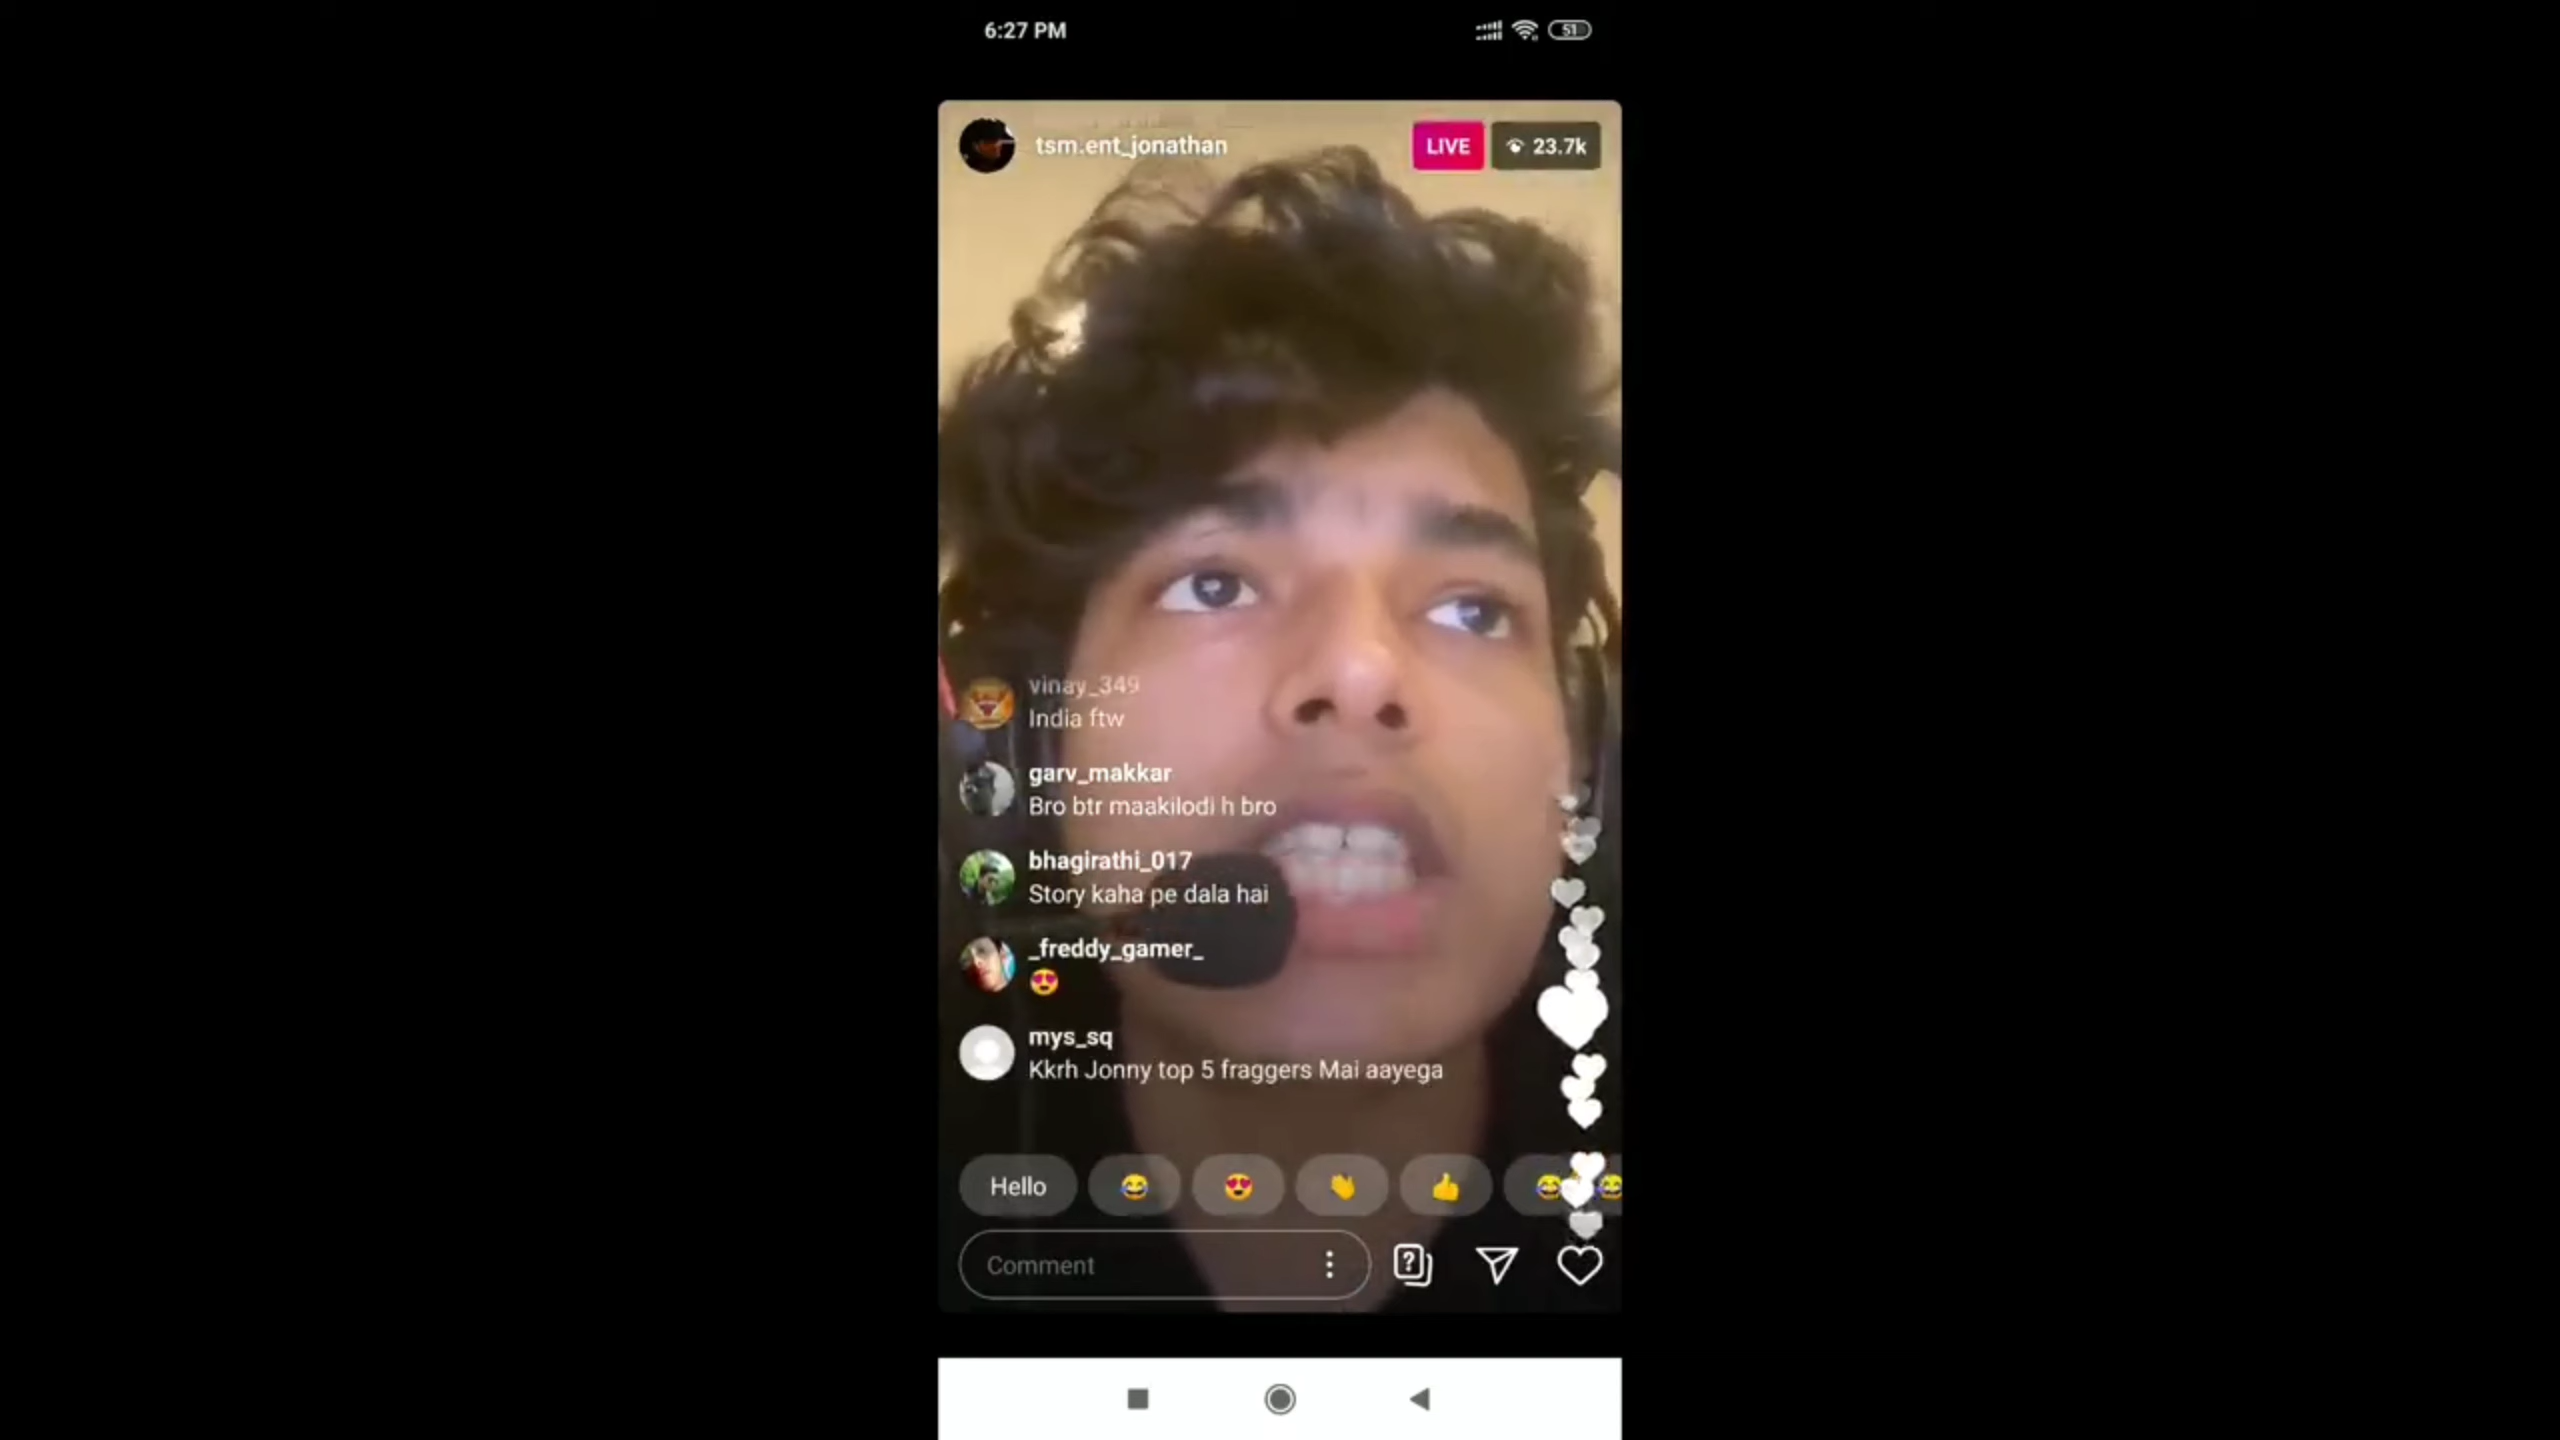 6:27 PM
51
tsm.ent_jonathan
LIVE
23.7k
vinay_349
India ftw
garv_makkar
Bro btr maakilodi h bro
bhagirathi_017
Story kaha pe dala hai
_freddy_gamer_
😍
mys_sq
Kkrh Jonny top 5 fraggers Mai aayega
Hello 😂 😍 👏 👍 😂 😂
Comment